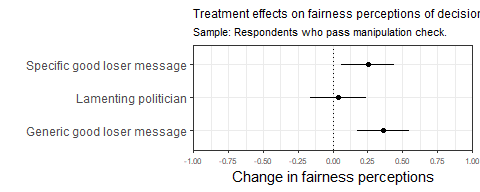 Treatment effects on fairness perceptions of decision
Sample: Respondents who pass manipulation check.
Specific good loser message
Lamenting politician
Generic good loser message
-1.00 -0.75 -0.50 -0.25 0.00 0.25 0.50 0.75 1.00
Change in fairness perceptions